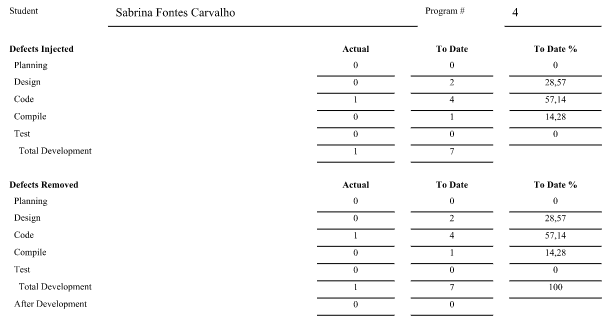 Student Sabrina Fontes Carvalho Program # 4
Defects Injected Actual To Date To Date %
Planning 0 0 0
Design 0 2 28,57
Code 1 4 57,14
Compile 0 1 14,28
Test 0 0 0
Total Development 1 7
Defects Removed Actual To Date To Date %
Planning 0 0 0
Design 0 2 28,57
Code 1 4 57,14
Compile 0 1 14,28
Test 0 0 0
Total Development 1 7 100
After Development 0 0